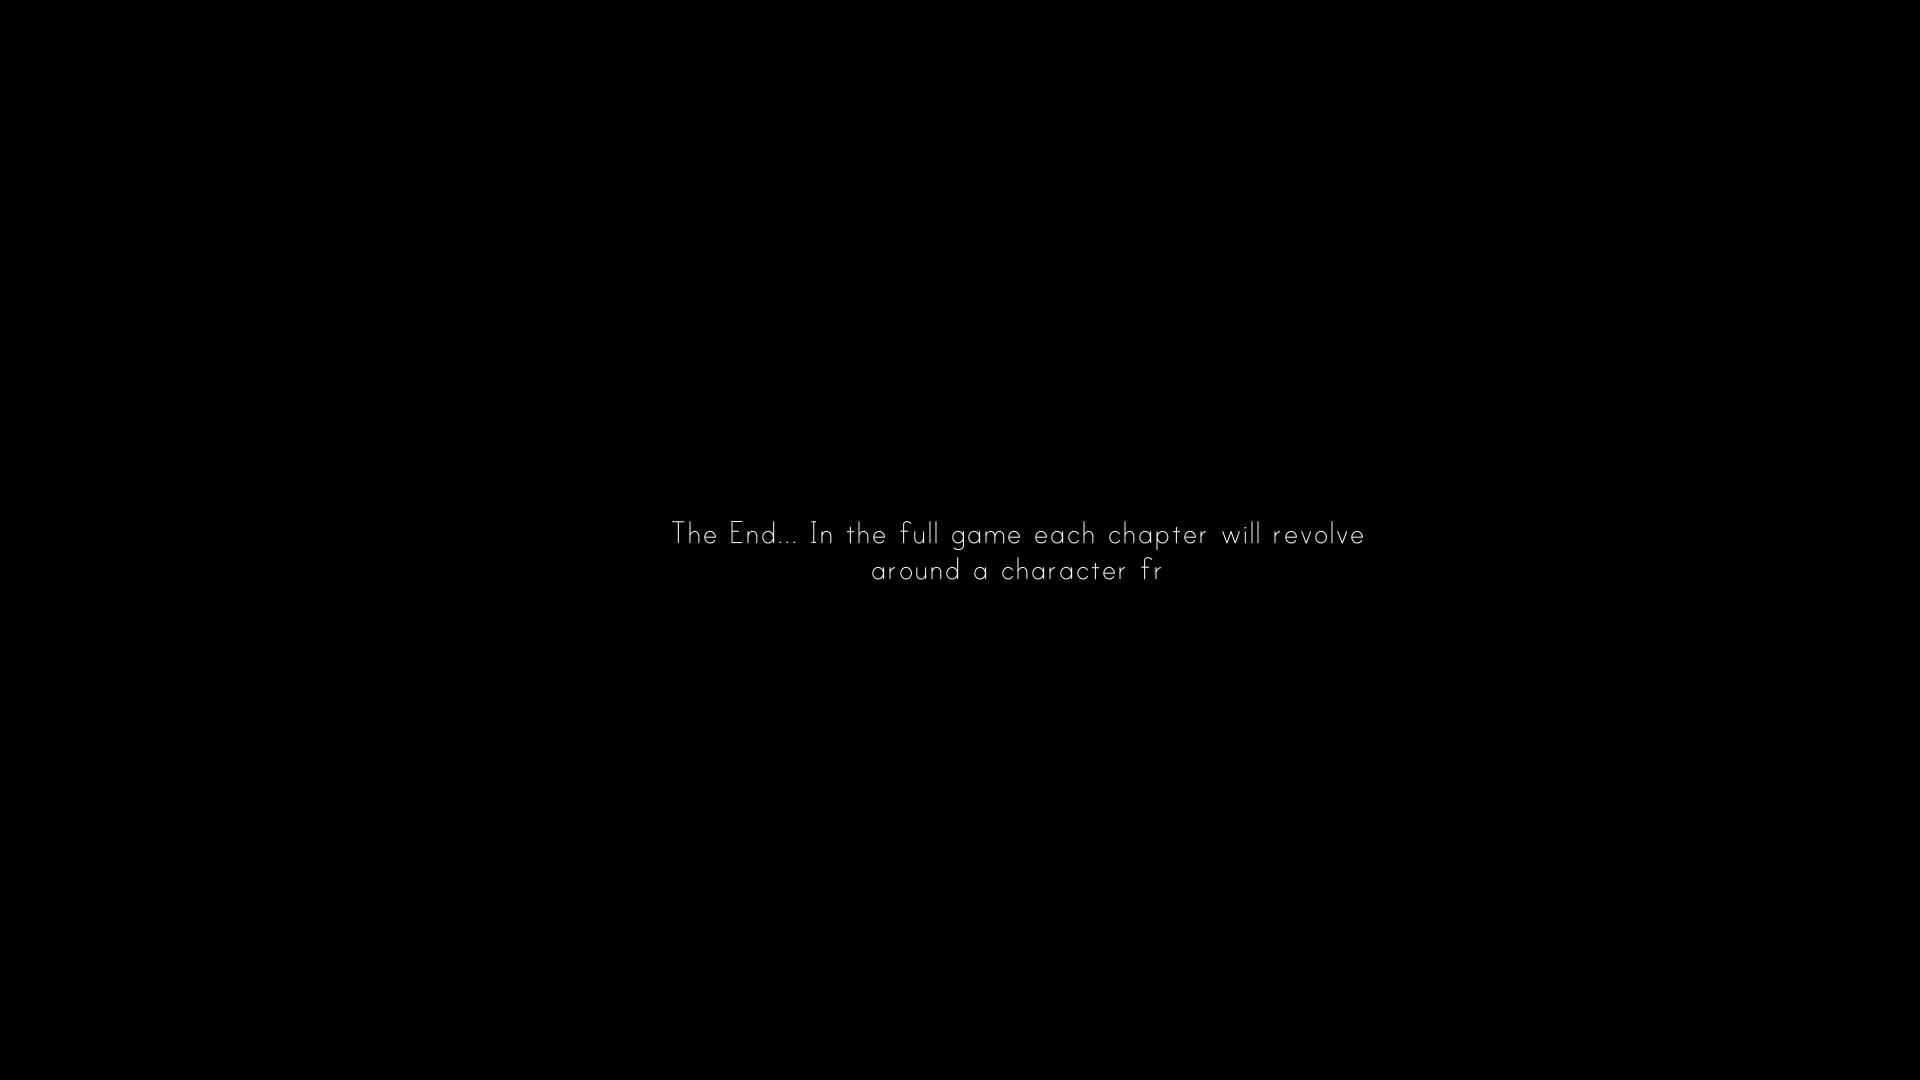 The End... In the full game each chapter will revolve
around a character fr